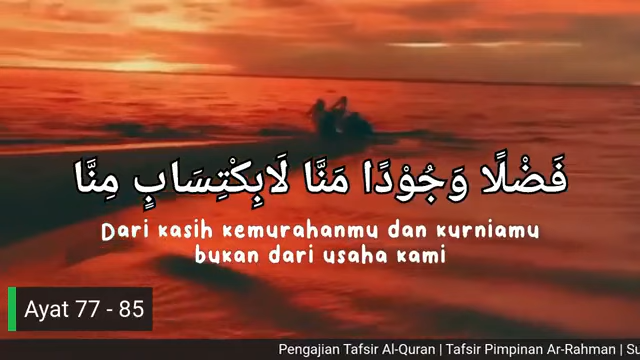 فَضْلًا وَجُوْدًا مَنَّا لَابِكْتِسَابٍ مِنَّا
Dari kasih kemurahanmu dan kurniamu
bukan dari usaha kami
Ayat 77 - 85
Pengajian Tafsir Al-Quran | Tafsir Pimpinan Ar-Rahman | Su